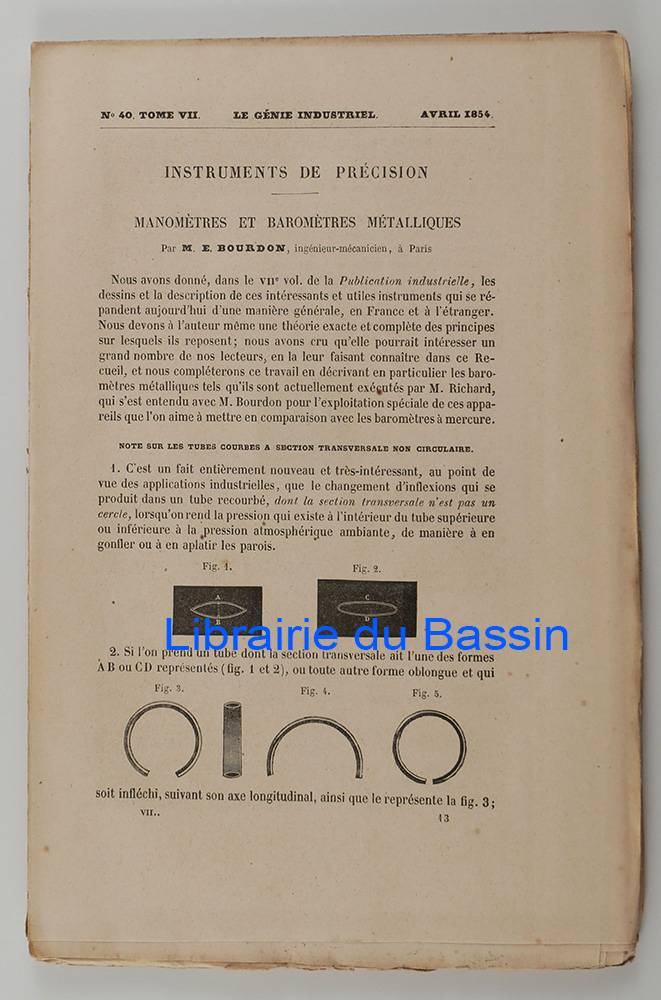 No 40. TOME VII. LE GÉNIE INDUSTRIEL. AVRIL 1854.
INSTRUMENTS DE PRÉCISION
MANOMÈTRES ET BAROMÈTRES MÉTALLIQUES
Par M. E. BOURDON, ingénieur-mécanicien, à Paris
Nous avons donné, dans le VIIe vol. de la Publication industrielle, les
dessins et la description de ces intéressants et utiles instruments qui se ré-
pandent aujourd'hui d'une manière générale, en France et à l'étranger.
Nous devons à l'auteur même une théorie exacte et complète des principes
sur lesquels ils reposent; nous avons cru qu'elle pourrait intéresser un
grand nombre de nos lecteurs, en la leur faisant connaître dans ce Re-
cueil, et nous compléterons ce travail en décrivant en particulier les baro-
mètres métalliques tels qu'ils sont actuellement exécutés par M. Richard,
qui s'est entendu avec M. Bourdon pour l'exploitation spéciale de ces appa-
reils que l'on aime à mettre en comparaison avec les baromètres à mercure.
NOTE SUR LES TUBES COURBES A SECTION TRANSVERSALE NON CIRCULAIRE.
1. C'est un fait entièrement nouveau et très-intéressant, au point de
vue des applications industrielles, que le changement d'inflexions qui se
produit dans un tube recourbé, dont la section transversale n'est pas un
cercle, lorsqu'on rend la pression qui existe à l'intérieur du tube supérieure
ou inférieure à la pression atmosphérique ambiante, de manière à en
gonfler ou à en aplatir les parois.
Fig. 1. Fig. 2.
A C
B D
Librairie du Bassin
2. Si l'on prend un tube dont la section transversale ait l'une des formes
A B ou C D représentés (fig. 1 et 2), ou toute autre forme oblongue et qui
Fig. 3. Fig. 4. Fig. 5.
soit infléchi, suivant son axe longitudinal, ainsi que le représente la fig. 3;
VII.. 13